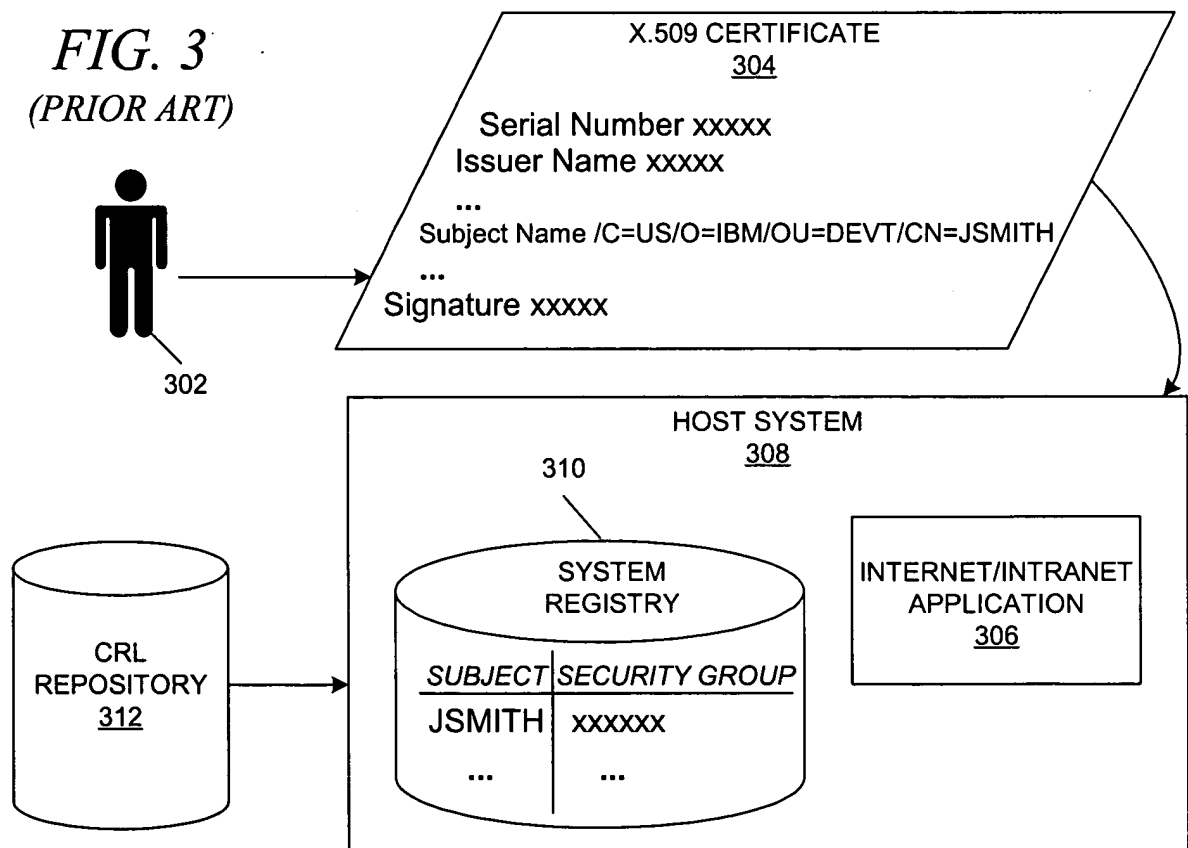 FIG. 3
(PRIOR ART)
X.509 CERTIFICATE
304
Serial Number xxxxx
Issuer Name xxxxx
...
Subject Name /C=US/O=IBM/OU=DEVT/CN=JSMITH
...
Signature xxxxx
302
HOST SYSTEM
308
310
SYSTEM
REGISTRY
SUBJECT SECURITY GROUP
JSMITH xxxxxx
... ...
INTERNET/INTRANET
APPLICATION
306
CRL
REPOSITORY
312